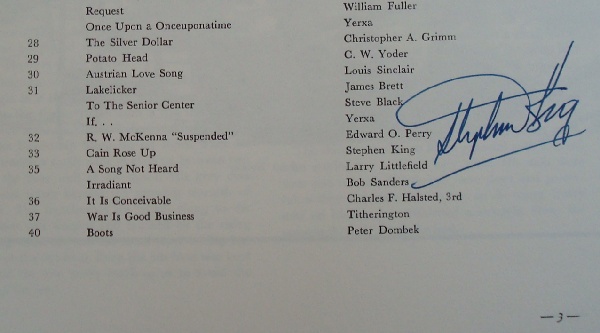 Request William Fuller
Once Upon a Onceuponatime Yerxa
28 The Silver Dollar Christopher A. Grimm
29 Potato Head C. W. Yoder
30 Austrian Love Song Louis Sinclair
31 Lakelicker James Brett
To The Senior Center Steve Black
If. . . Yerxa
32 R. W. McKenna "Suspended" Edward O. Perry
33 Cain Rose Up Stephen King
35 A Song Not Heard Larry Littlefield
Irradiant Bob Sanders
36 It Is Conceivable Charles F. Halsted, 3rd
37 War Is Good Business Titherington
40 Boots Peter Dombek
Stephen King
—3—